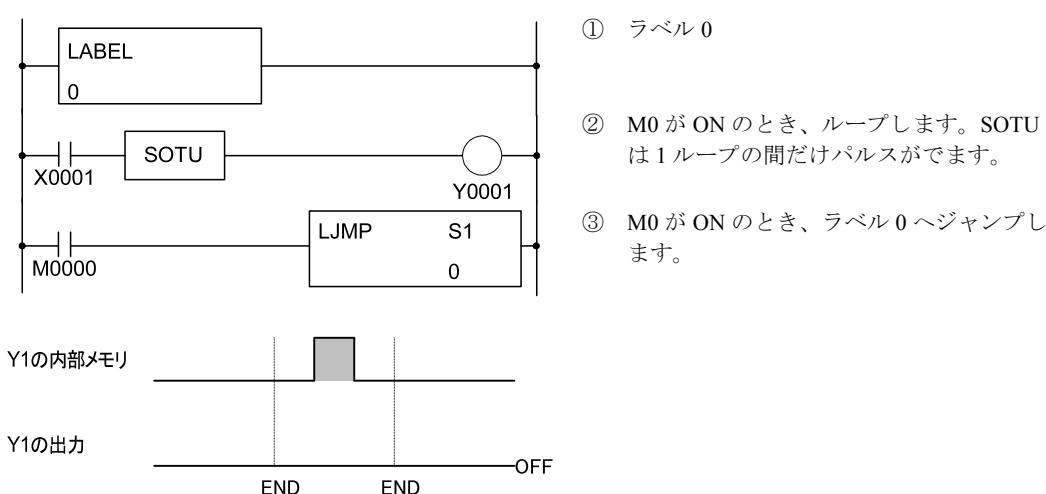 LABEL
0
X0001
SOTU
Y0001
M0000
LJMP S1
0
① ラベル 0
② M0 が ON のとき、ループします。SOTU
は 1 ループの間だけパルスがでます。
③ M0 が ON のとき、ラベル 0 へジャンプし
ます。
Y1の内部メモリ
Y1の出力
OFF
END END